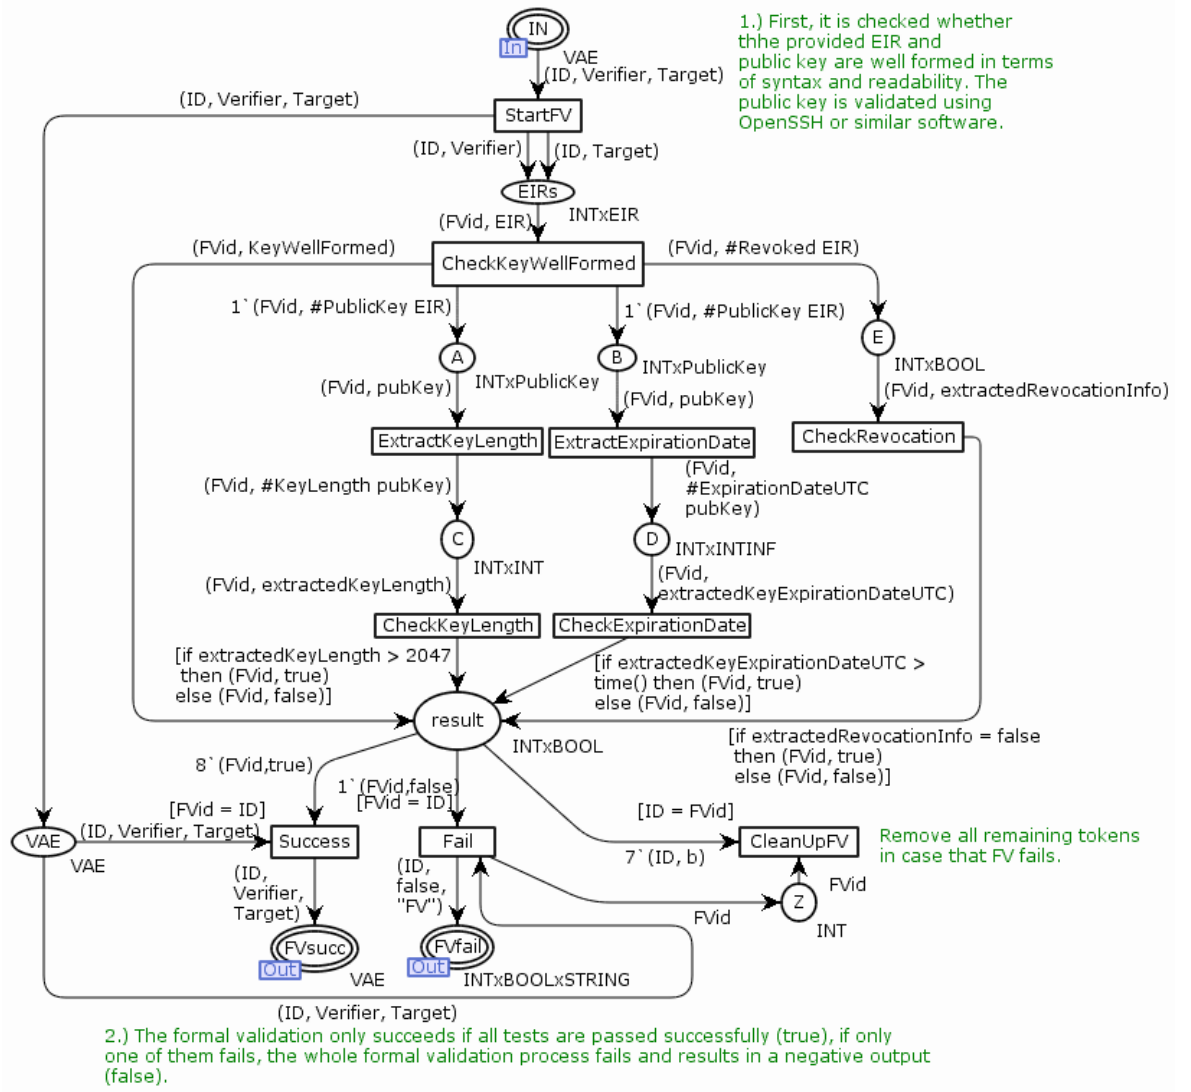 IN
In
VAE
(ID, Verifier, Target)
1.) First, it is checked whether
thhe provided EIR and
public key are well formed in terms
of syntax and readability. The
public key is validated using
OpenSSH or similar software.
(ID, Verifier, Target)
StartFV
(ID, Verifier)
(ID, Target)
EIRs
INTxEIR
(FVid, EIR)
(FVid, KeyWellFormed)
CheckKeyWellFormed
(FVid, #Revoked EIR)
1`(FVid, #PublicKey EIR)
1`(FVid, #PublicKey EIR)
A
INTxPublicKey
B
INTxPublicKey
E
INTxBOOL
(FVid, pubKey)
(FVid, pubKey)
(FVid, extractedRevocationInfo)
ExtractKeyLength
ExtractExpirationDate
CheckRevocation
(FVid, #KeyLength pubKey)
(FVid,
#ExpirationDateUTC
pubKey)
C
INTxINT
D
INTxINTINF
(FVid, extractedKeyLength)
(FVid,
extractedKeyExpirationDateUTC)
CheckKeyLength
CheckExpirationDate
[if extractedKeyLength > 2047
then (FVid, true)
else (FVid, false)]
[if extractedKeyExpirationDateUTC >
time() then (FVid, true)
else (FVid, false)]
result
INTxBOOL
[if extractedRevocationInfo = false
then (FVid, true)
else (FVid, false)]
8`(FVid,true)
1`(FVid,false)
[FVid = ID]
[FVid = ID]
[ID = FVid]
VAE
VAE
(ID, Verifier, Target)
Success
Fail
7`(ID, b)
CleanUpFV
Remove all remaining tokens
in case that FV fails.
(ID,
Verifier,
Target)
(ID,
false,
"FV")
FVid
FVid
Z
INT
FVsucc
Out
VAE
FVfail
Out
INTxBOOLxSTRING
(ID, Verifier, Target)
2.) The formal validation only succeeds if all tests are passed successfully (true), if only
one of them fails, the whole formal validation process fails and results in a negative output
(false).